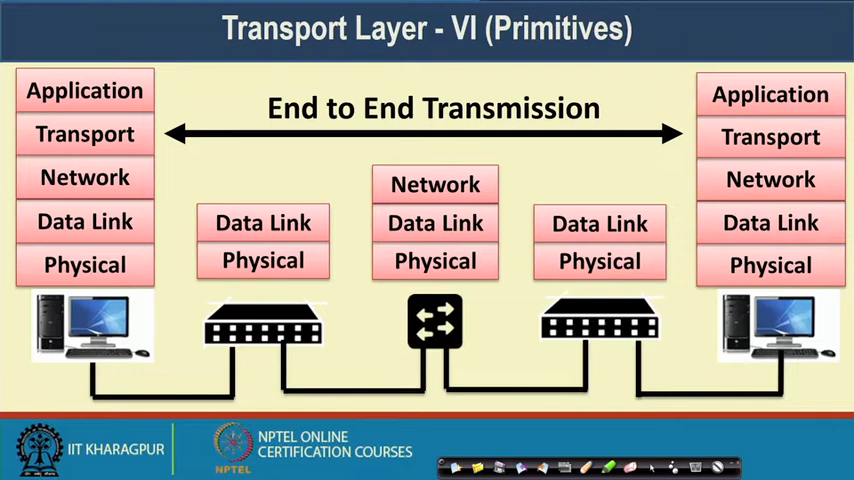 Transport Layer - VI (Primitives)
End to End Transmission
Application
Transport
Network
Data Link
Physical
Data Link
Physical
Network
Data Link
Physical
Data Link
Physical
Application
Transport
Network
Data Link
Physical
IIT KHARAGPUR
NPTEL
NPTEL ONLINE
CERTIFICATION COURSES